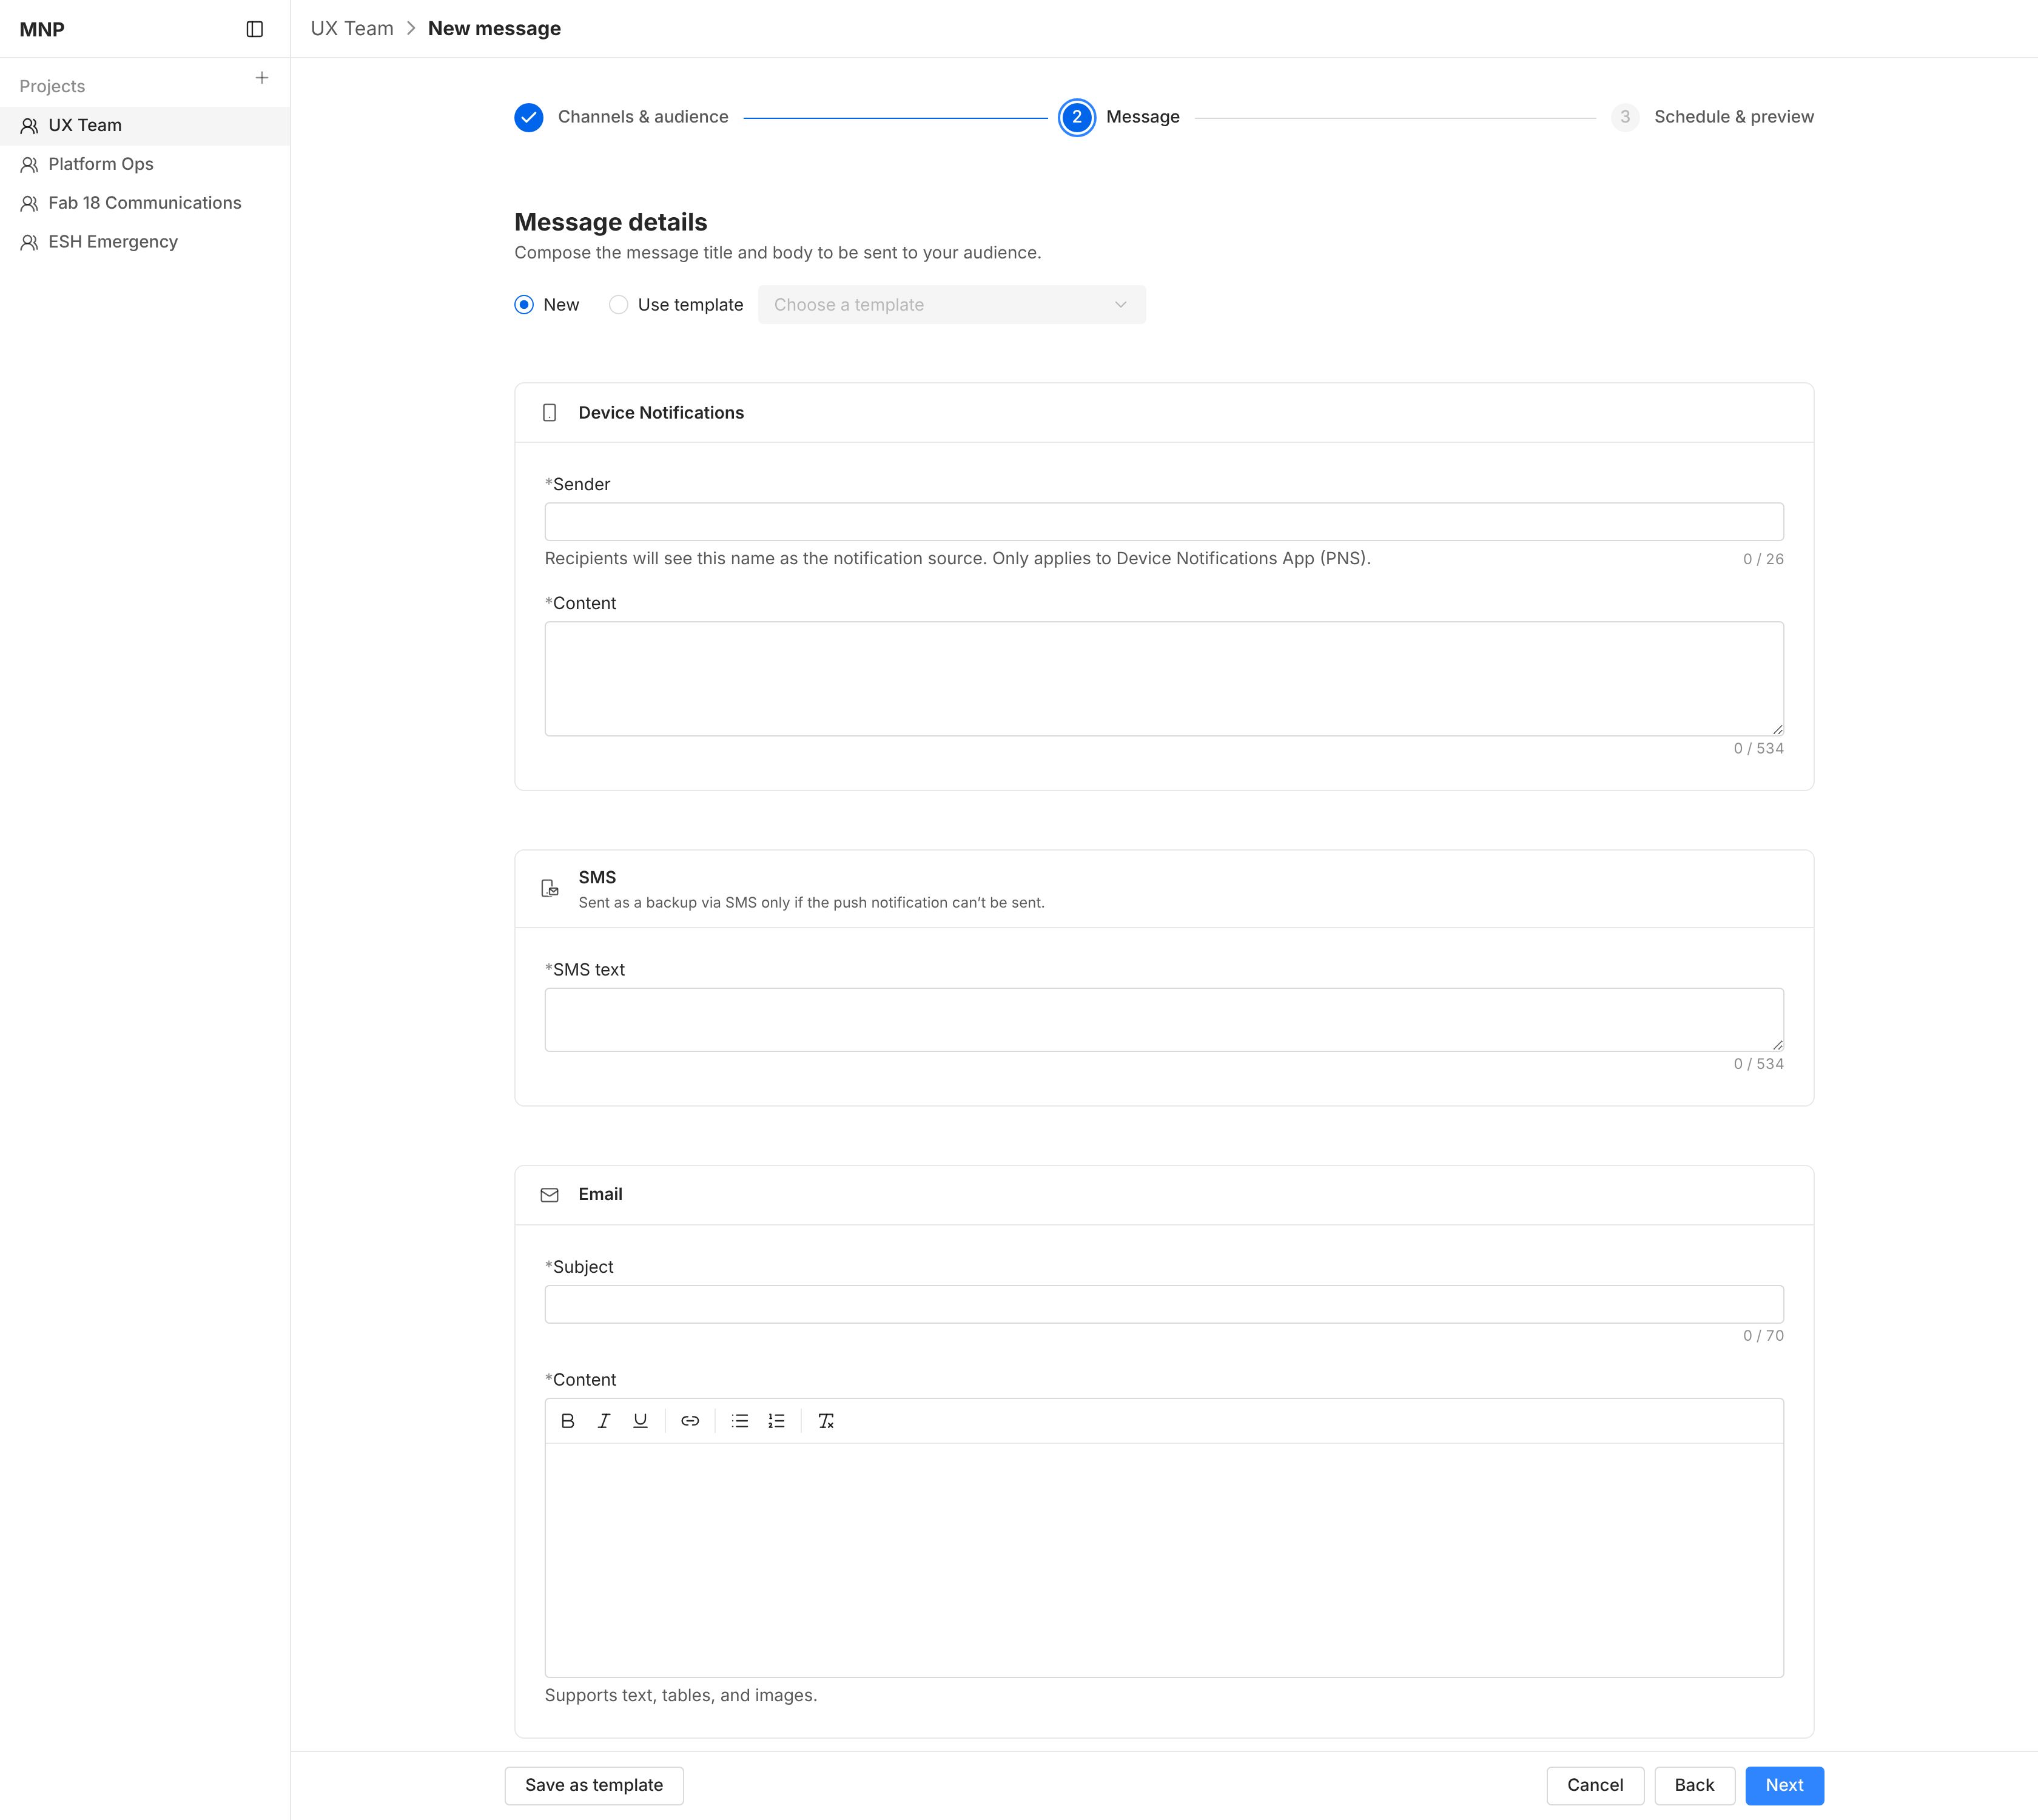 MNP
UX Team > New message
Projects
UX Team
Platform Ops
Fab 18 Communications
ESH Emergency
Channels & audience
2 Message
3 Schedule & preview
Message details
Compose the message title and body to be sent to your audience.
New
Use template
Choose a template
Device Notifications
*Sender
Recipients will see this name as the notification source. Only applies to Device Notifications App (PNS).
0 / 26
*Content
0 / 534
SMS
Sent as a backup via SMS only if the push notification can’t be sent.
*SMS text
0 / 534
Email
*Subject
0 / 70
*Content
Supports text, tables, and images.
Save as template
Cancel
Back
Next